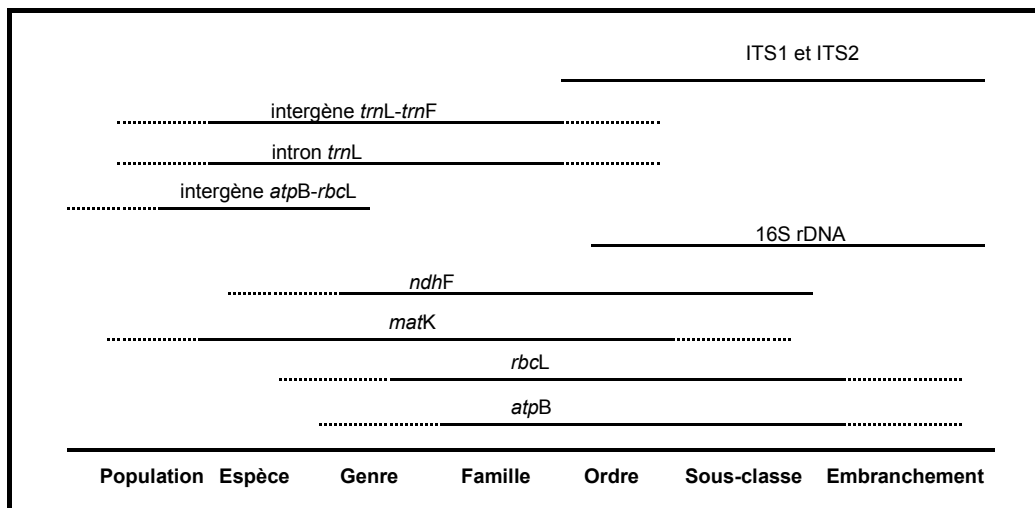 ITS1 et ITS2
intergène trnL-trnF
intron trnL
intergène atpB-rbcL
16S rDNA
ndhF
matK
rbcL
atpB
Population Espèce Genre Famille Ordre Sous-classe Embranchement